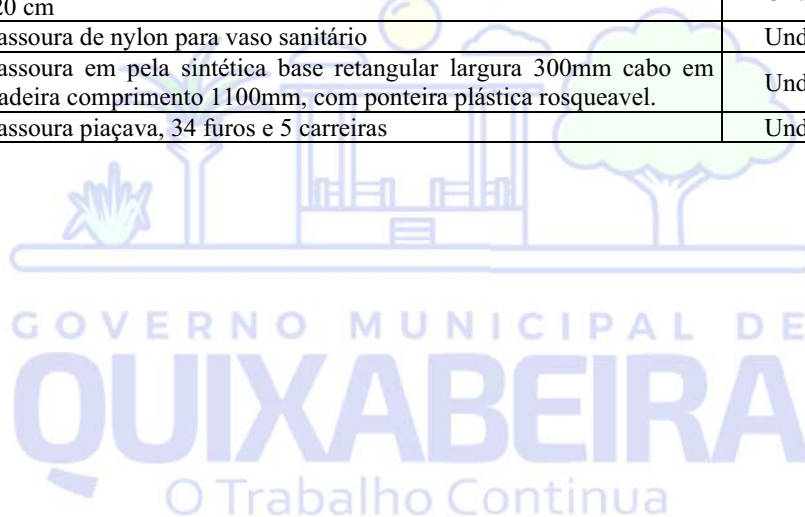 20 cm
assoura de nylon para vaso sanitário Und
assoura em pela sintética base retangular largura 300mm cabo em
adeira comprimento 1100mm, com ponteira plástica rosqueavel. Und
assoura piaçava, 34 furos e 5 carreiras Und
GOVERNO MUNICIPAL DE
QUIXABEIRA
O Trabalho Continua